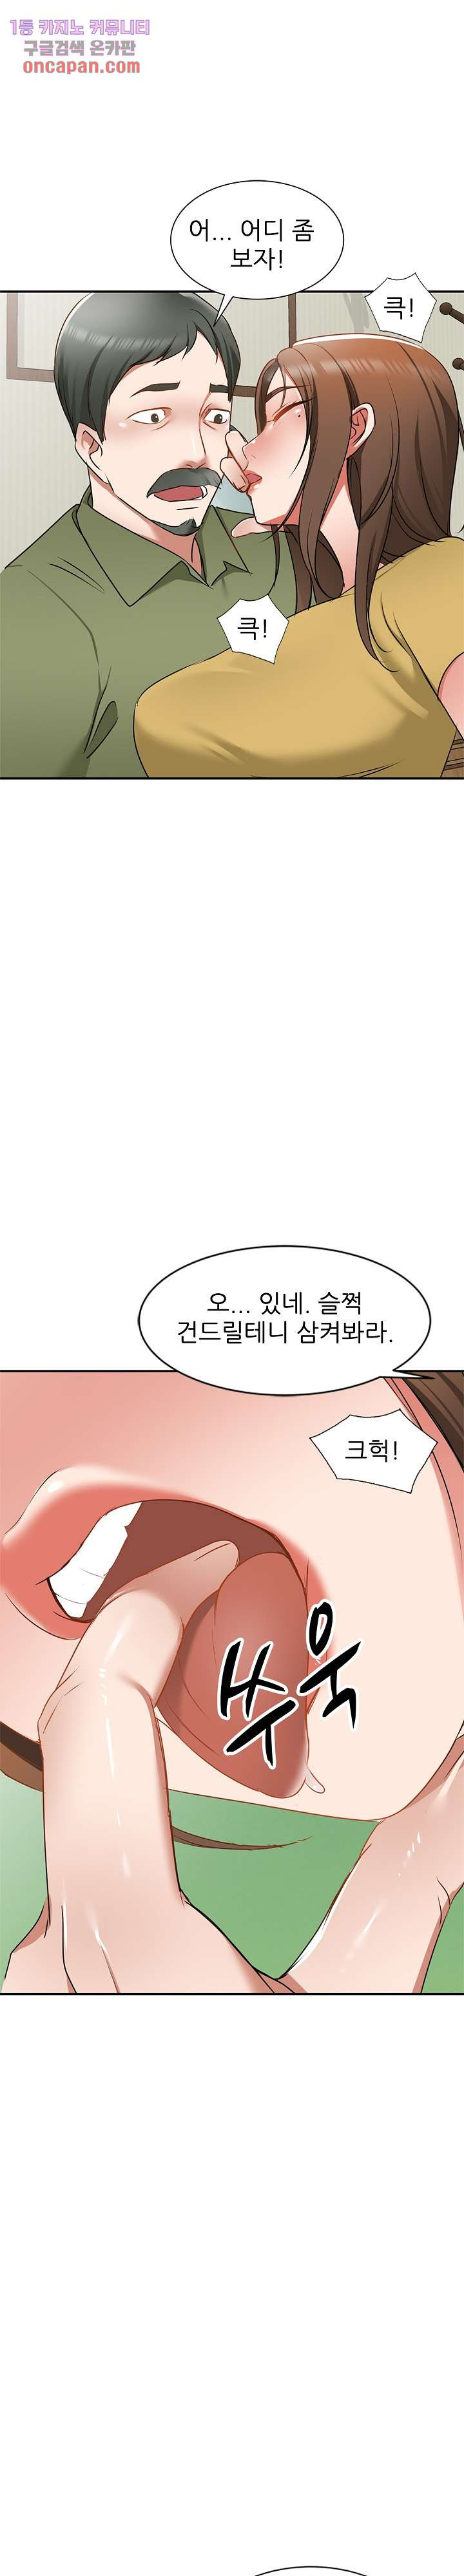 1등 카지노 커뮤니티
구글검색 온카판
oncapan.com
어... 어디 좀
보자!
큭!
큭!
오... 있네. 슬쩍
건드릴테니 삼켜봐라.
크헉!
쑤욱